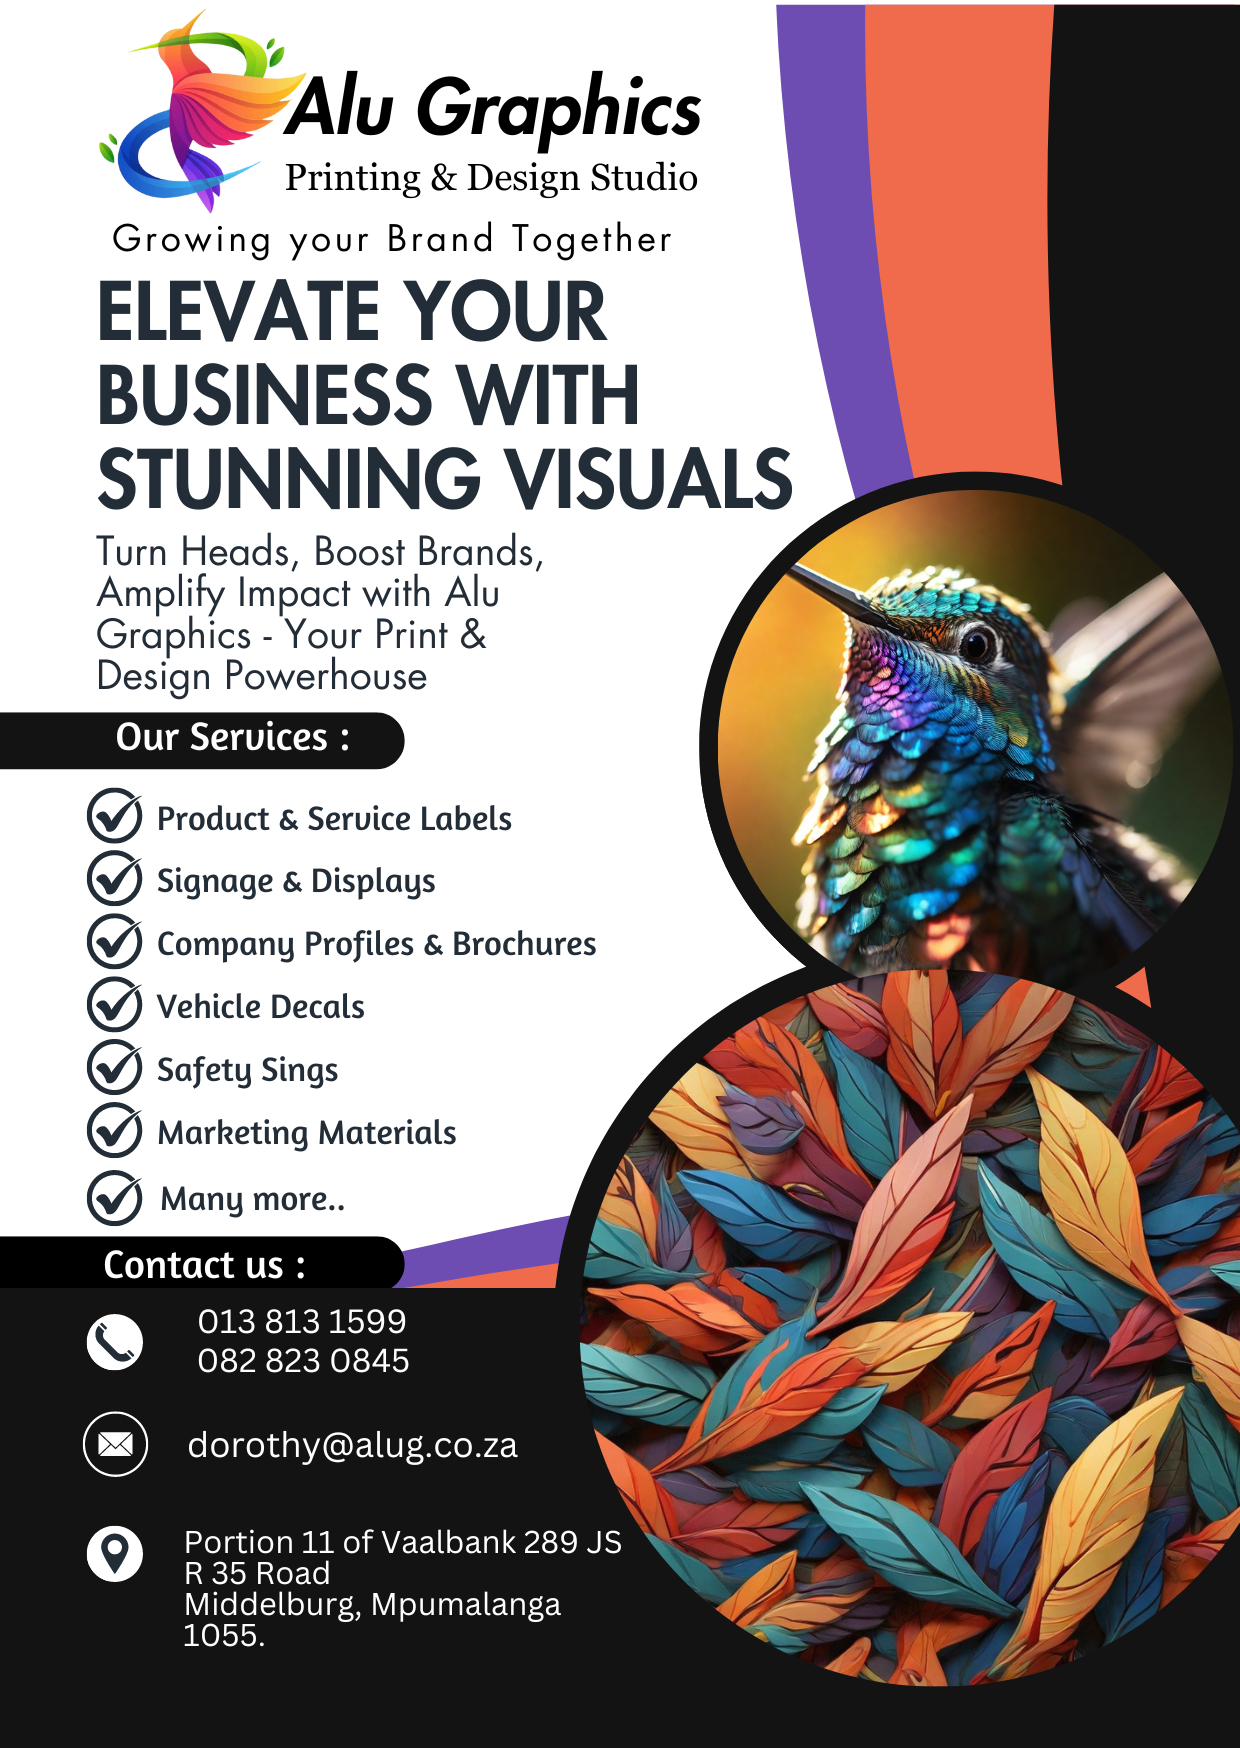 Alu Graphics
Printing & Design Studio
Growing your Brand Together
ELEVATE YOUR
BUSINESS WITH
STUNNING VISUALS
Turn Heads, Boost Brands,
Amplify Impact with Alu
Graphics - Your Print &
Design Powerhouse
Our Services :
Product & Service Labels
Signage & Displays
Company Profiles & Brochures
Vehicle Decals
Safety Sings
Marketing Materials
Many more..
Contact us :
013 813 1599
082 823 0845
dorothy@alug.co.za
Portion 11 of Vaalbank 289 JS
R 35 Road
Middelburg, Mpumalanga
1055.